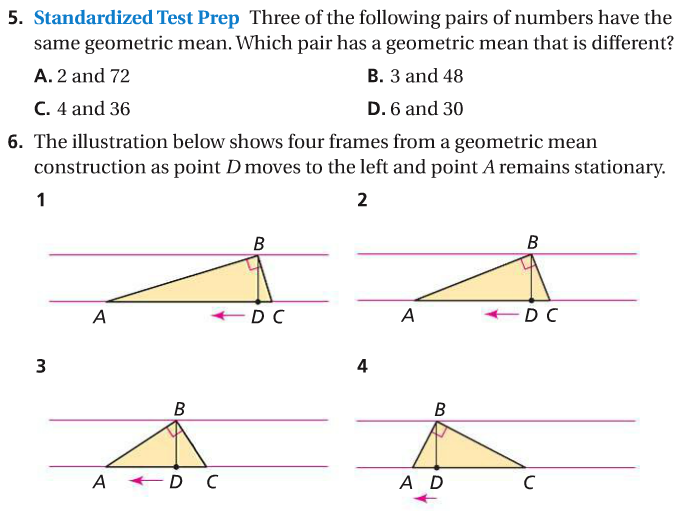 5. Standardized Test Prep Three of the following pairs of numbers have the
same geometric mean. Which pair has a geometric mean that is different?
A. 2 and 72 B. 3 and 48
C. 4 and 36 D. 6 and 30
6. The illustration below shows four frames from a geometric mean
construction as point D moves to the left and point A remains stationary.
1 2
B B
A D C A D C
3 4
B B
A D C A D C